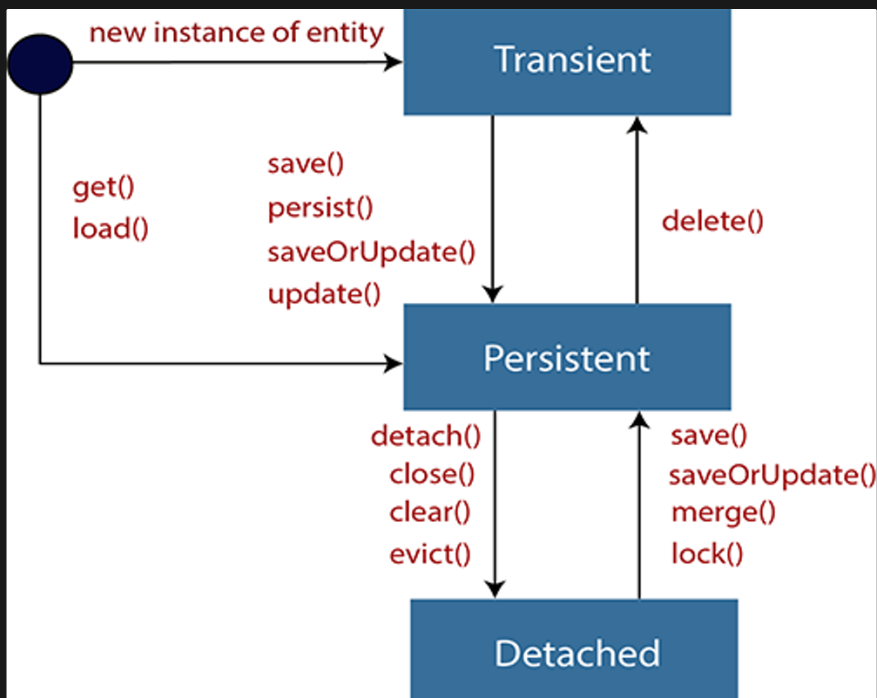 new instance of entity
Transient
get()
load()
save()
persist()
saveOrUpdate()
update()
delete()
Persistent
detach()
close()
clear()
evict()
save()
saveOrUpdate()
merge()
lock()
Detached